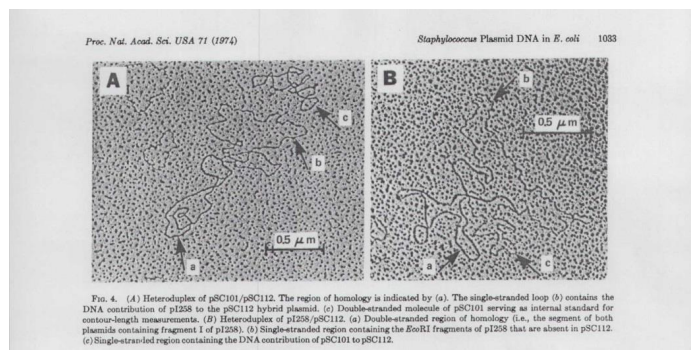 Proc. Nat. Acad. Sci. USA 71 (1974)
Staphylococcus Plasmid DNA in E. coli 1033
A
B
b
c
0.5 μm
b
0.5 μm
a
a
c
FIG. 4. (A) Heteroduplex of pSC101/pSC112. The region of homology is indicated by (a). The single-stranded loop (b) contains the
DNA contribution of pI258 to the pSC112 hybrid plasmid. (c) Double-stranded molecule of pSC101 serving as internal standard for
contour-length measurements. (B) Heteroduplex of pI258/pSC112. (a) Double-stranded region of homology (i.e., the segment of both
plasmids containing fragment I of pI258). (b) Single-stranded region containing the EcoRI fragments of pI258 that are absent in pSC112.
(c) Single-stranded region containing the DNA contribution of pSC101 to pSC112.